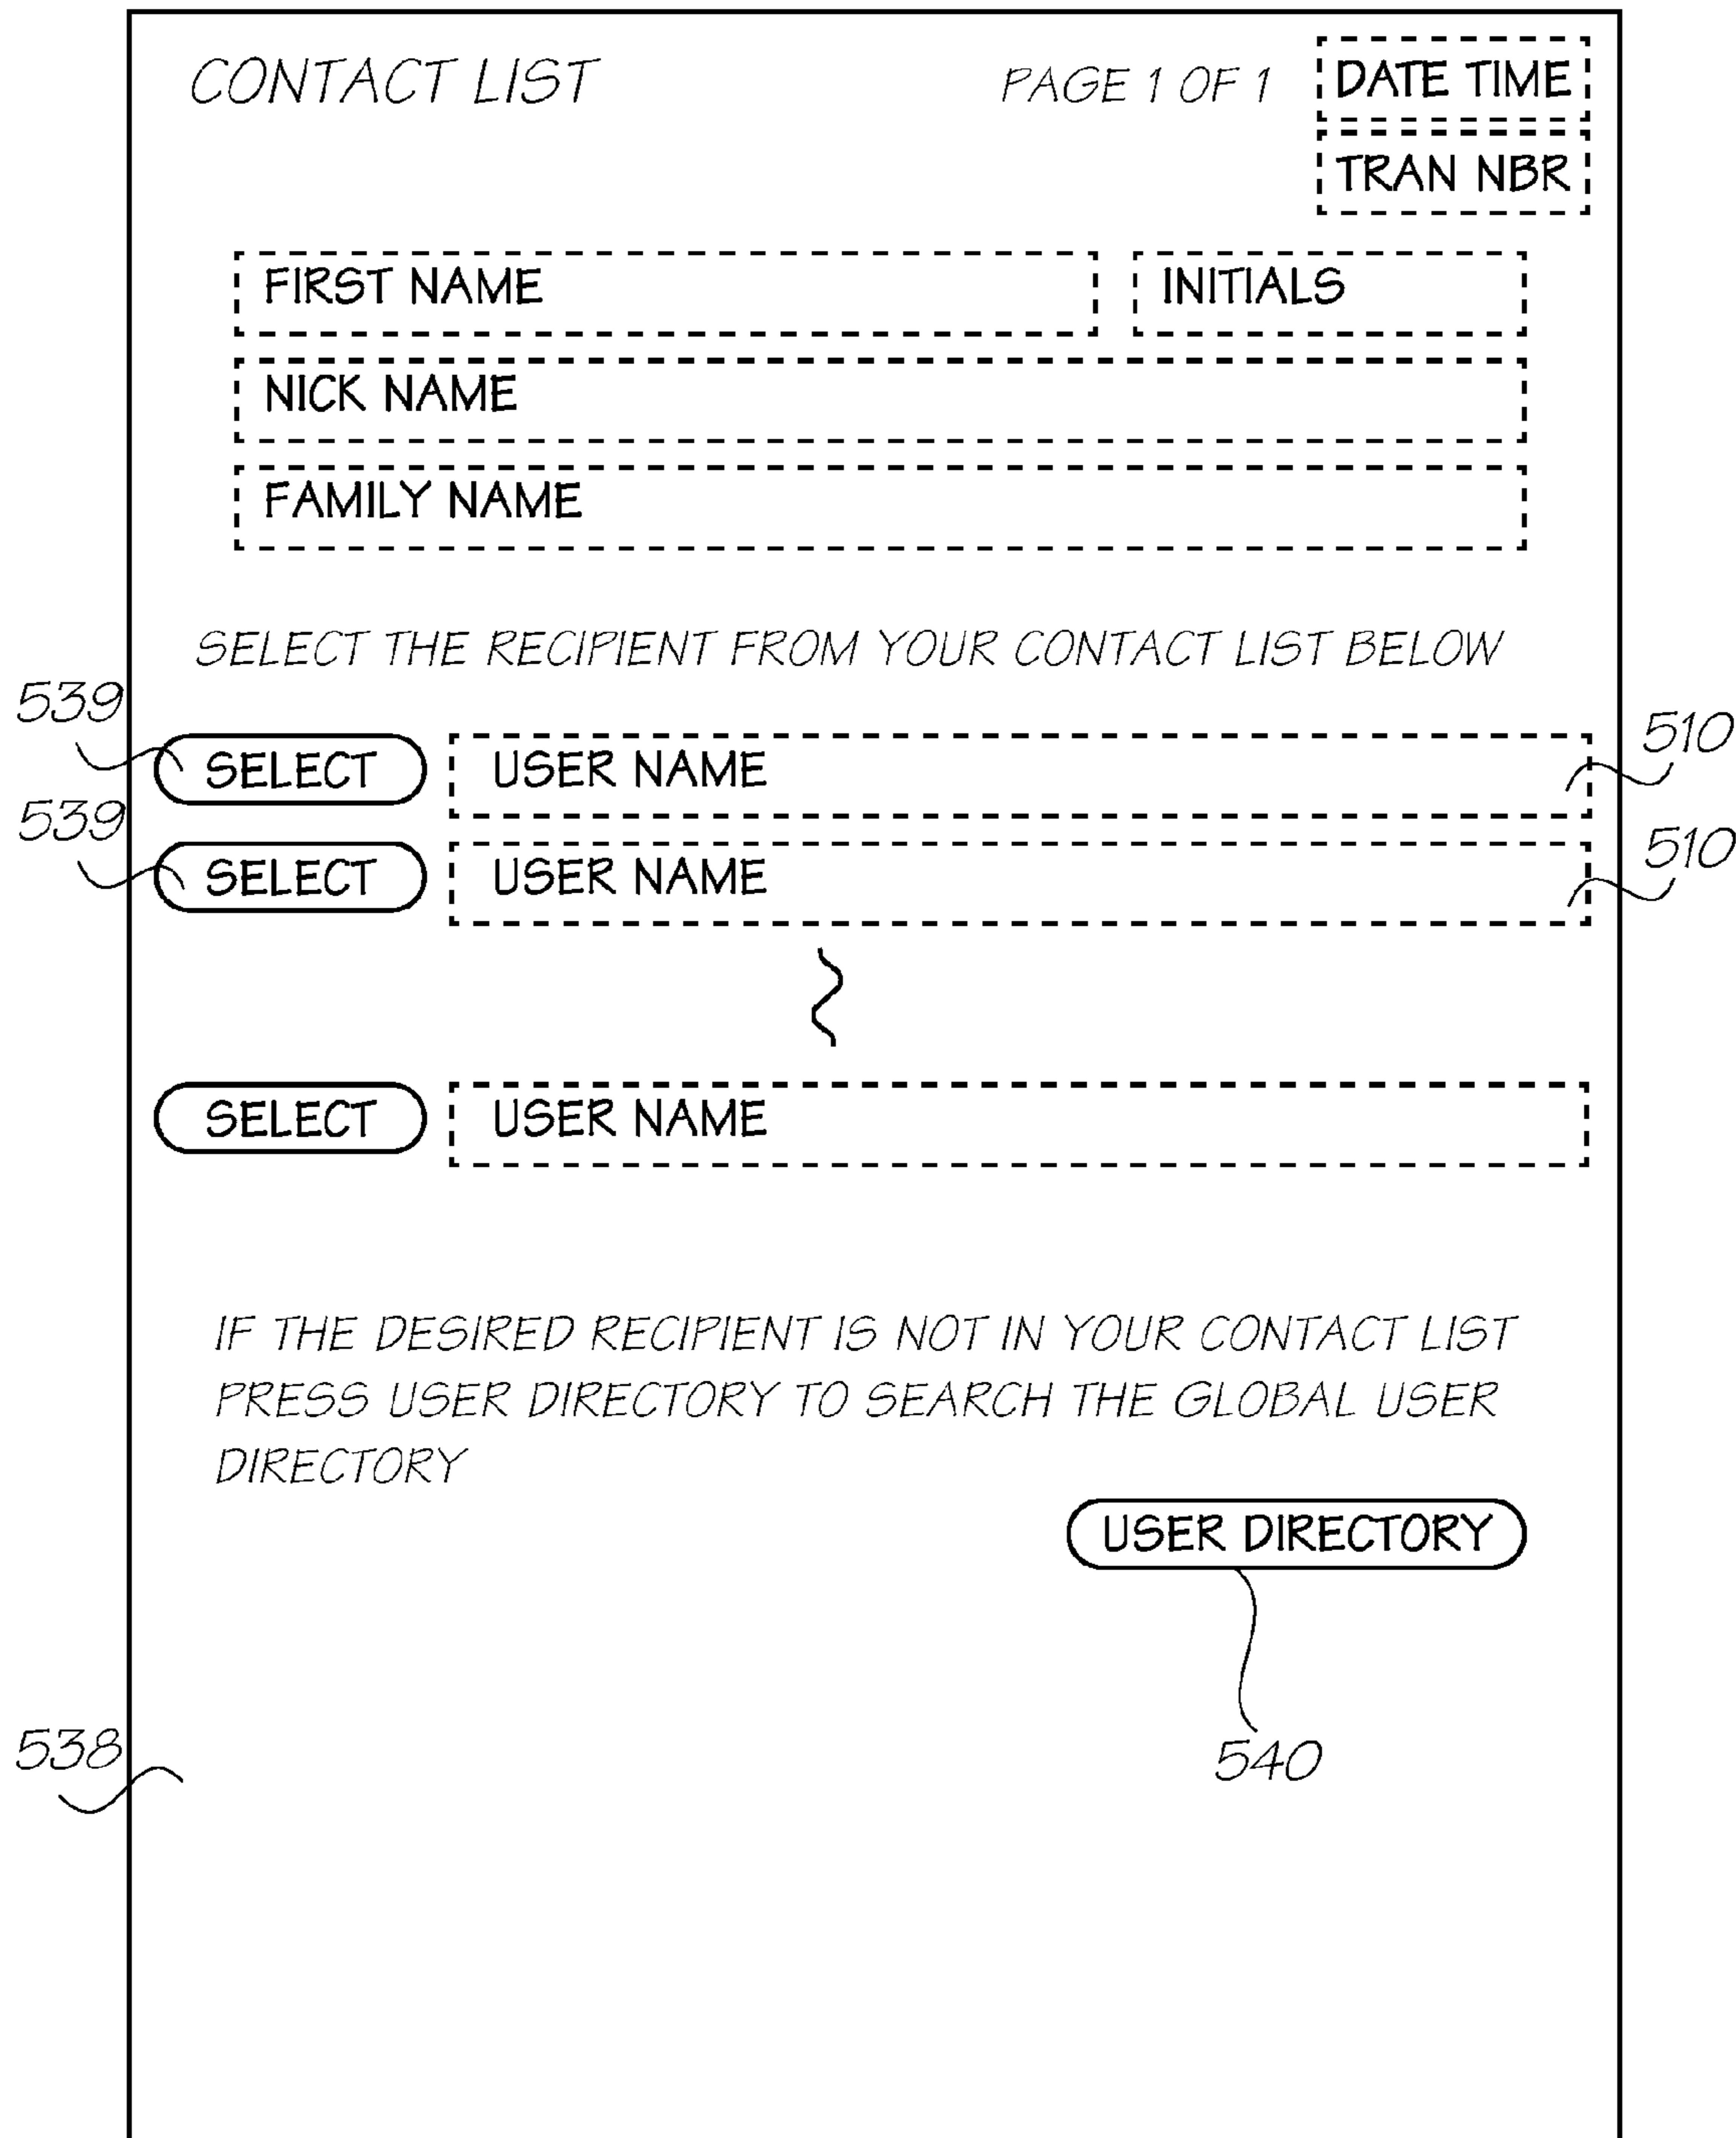 CONTACT LIST PAGE 1 OF 1 DATE TIME
TRAN NBR
FIRST NAME INITIALS
NICK NAME
FAMILY NAME
SELECT THE RECIPIENT FROM YOUR CONTACT LIST BELOW
539
SELECT USER NAME 510
539
SELECT USER NAME 510
SELECT USER NAME
IF THE DESIRED RECIPIENT IS NOT IN YOUR CONTACT LIST
PRESS USER DIRECTORY TO SEARCH THE GLOBAL USER
DIRECTORY
USER DIRECTORY
538
540